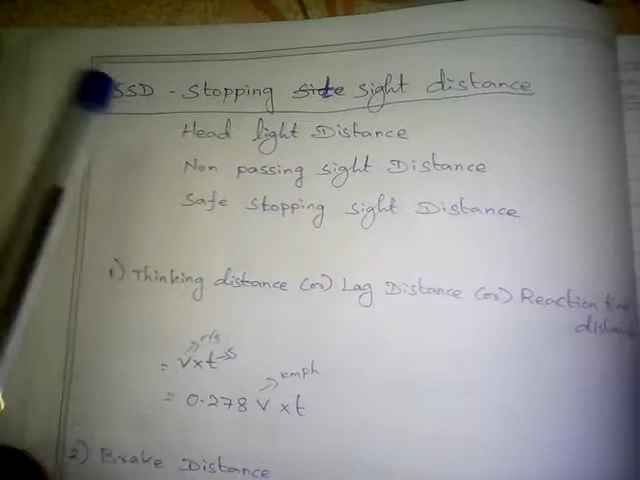 SSD - Stopping side sight distance
Head light Distance
Non passing sight Distance
Safe stopping sight Distance
1) Thinking distance (or) Lag Distance (or) Reaction
distance
= v x t → s
kmph
= 0.278 V x t
2) Brake Distance